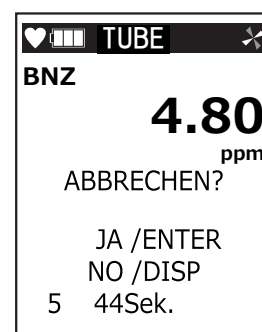 TUBE
BNZ
4.80
ppm
ABBRECHEN?
JA /ENTER
NO /DISP
5 44Sek.